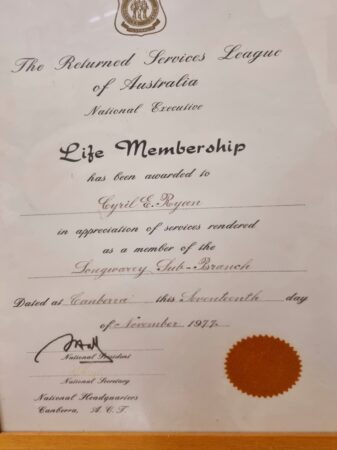 The Returned Services League
of Australia
National Executive
Life Membership
has been awarded to
Cyril E. Ryan
in appreciation of services rendered
as a member of the
Longwarry Sub-Branch
Dated at Canberra this Seventeenth day
of November 1977
National President
National Secretary
National Headquarters
Canberra, A.C.T.